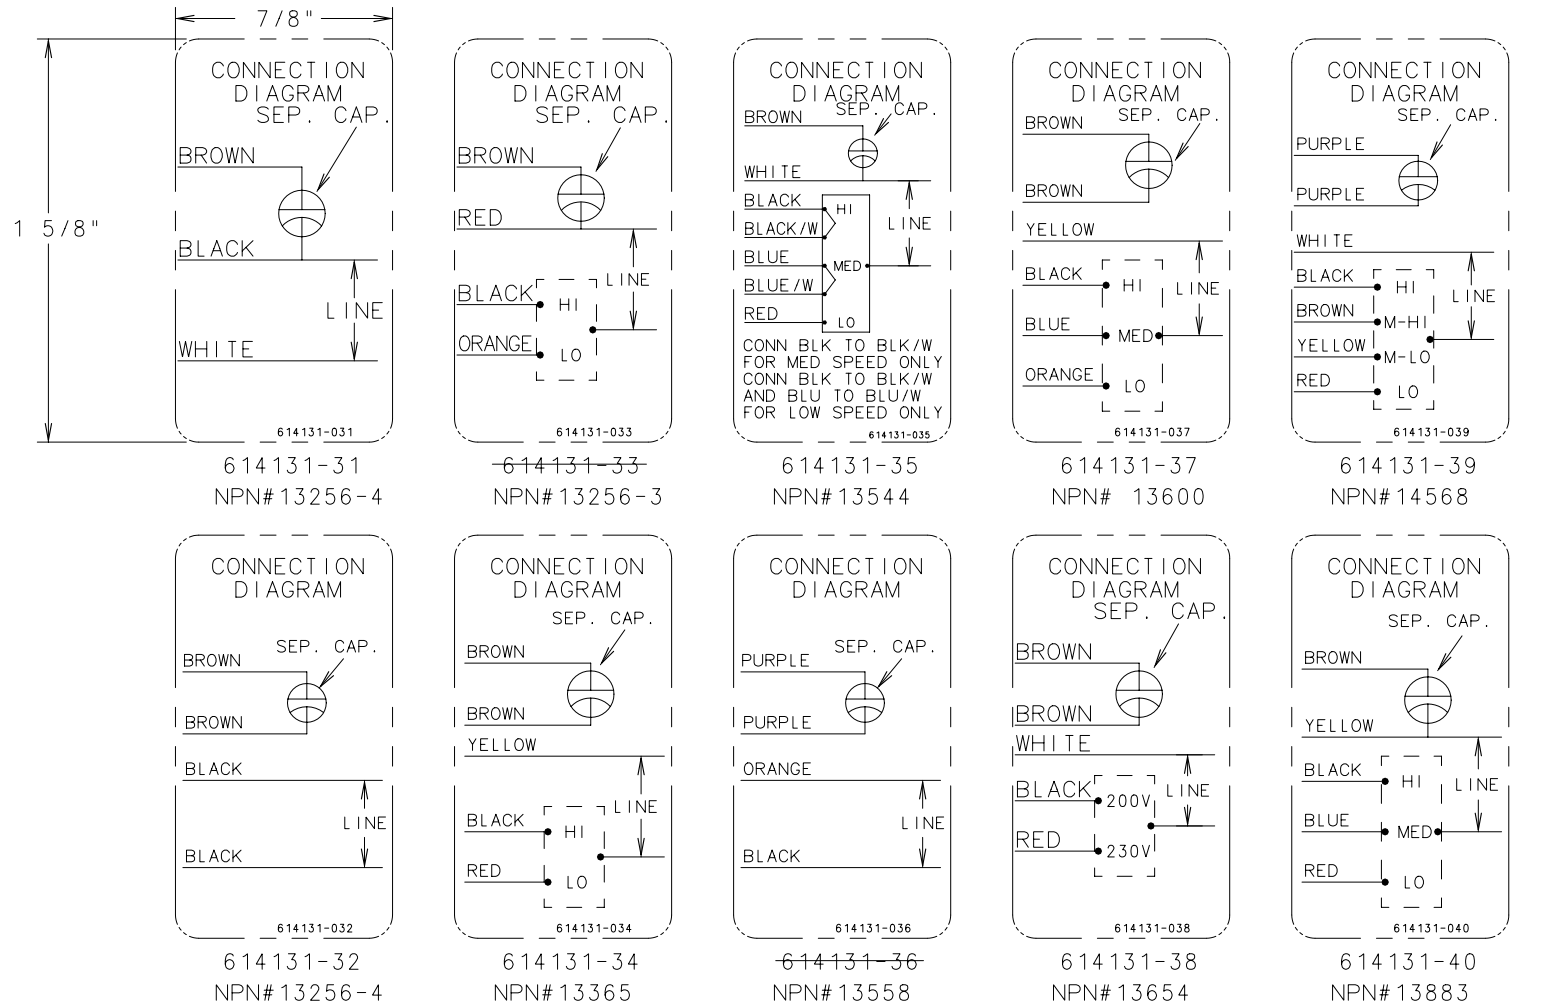 7/8"
1 5/8"
CONNECTION
DIAGRAM
SEP. CAP.
BROWN
BLACK
LINE
WHITE
614131-031
614131-31
NPN#13256-4
CONNECTION
DIAGRAM
SEP. CAP.
BROWN
RED
LINE
BLACK HI
ORANGE LO
614131-033
614131-33
NPN#13256-3
CONNECTION
DIAGRAM
SEP. CAP.
BROWN
WHITE
BLACK HI
LINE
BLACK/W
BLUE MED
BLUE/W
RED LO
CONN BLK TO BLK/W
FOR MED SPEED ONLY
CONN BLK TO BLK/W
AND BLU TO BLU/W
FOR LOW SPEED ONLY
614131-035
614131-35
NPN#13544
CONNECTION
DIAGRAM
SEP. CAP.
BROWN
BROWN
YELLOW
BLACK HI LINE
BLUE MED
ORANGE LO
614131-037
614131-37
NPN# 13600
CONNECTION
DIAGRAM
SEP. CAP.
PURPLE
PURPLE
WHITE
BLACK HI LINE
BROWN M-HI
YELLOW M-LO
RED LO
614131-039
614131-39
NPN#14568
CONNECTION
DIAGRAM
SEP. CAP.
BROWN
BROWN
BLACK
LINE
BLACK
614131-032
614131-32
NPN#13256-4
CONNECTION
DIAGRAM
SEP. CAP.
BROWN
BROWN
YELLOW
LINE
BLACK HI
RED LO
614131-034
614131-34
NPN#13365
CONNECTION
DIAGRAM
SEP. CAP.
PURPLE
PURPLE
ORANGE
LINE
BLACK
614131-036
614131-36
NPN#13558
CONNECTION
DIAGRAM
SEP. CAP.
BROWN
BROWN
WHITE
BLACK 200V LINE
RED 230V
614131-038
614131-38
NPN#13654
CONNECTION
DIAGRAM
SEP. CAP.
BROWN
YELLOW
BLACK HI LINE
BLUE MED
RED LO
614131-040
614131-40
NPN#13883